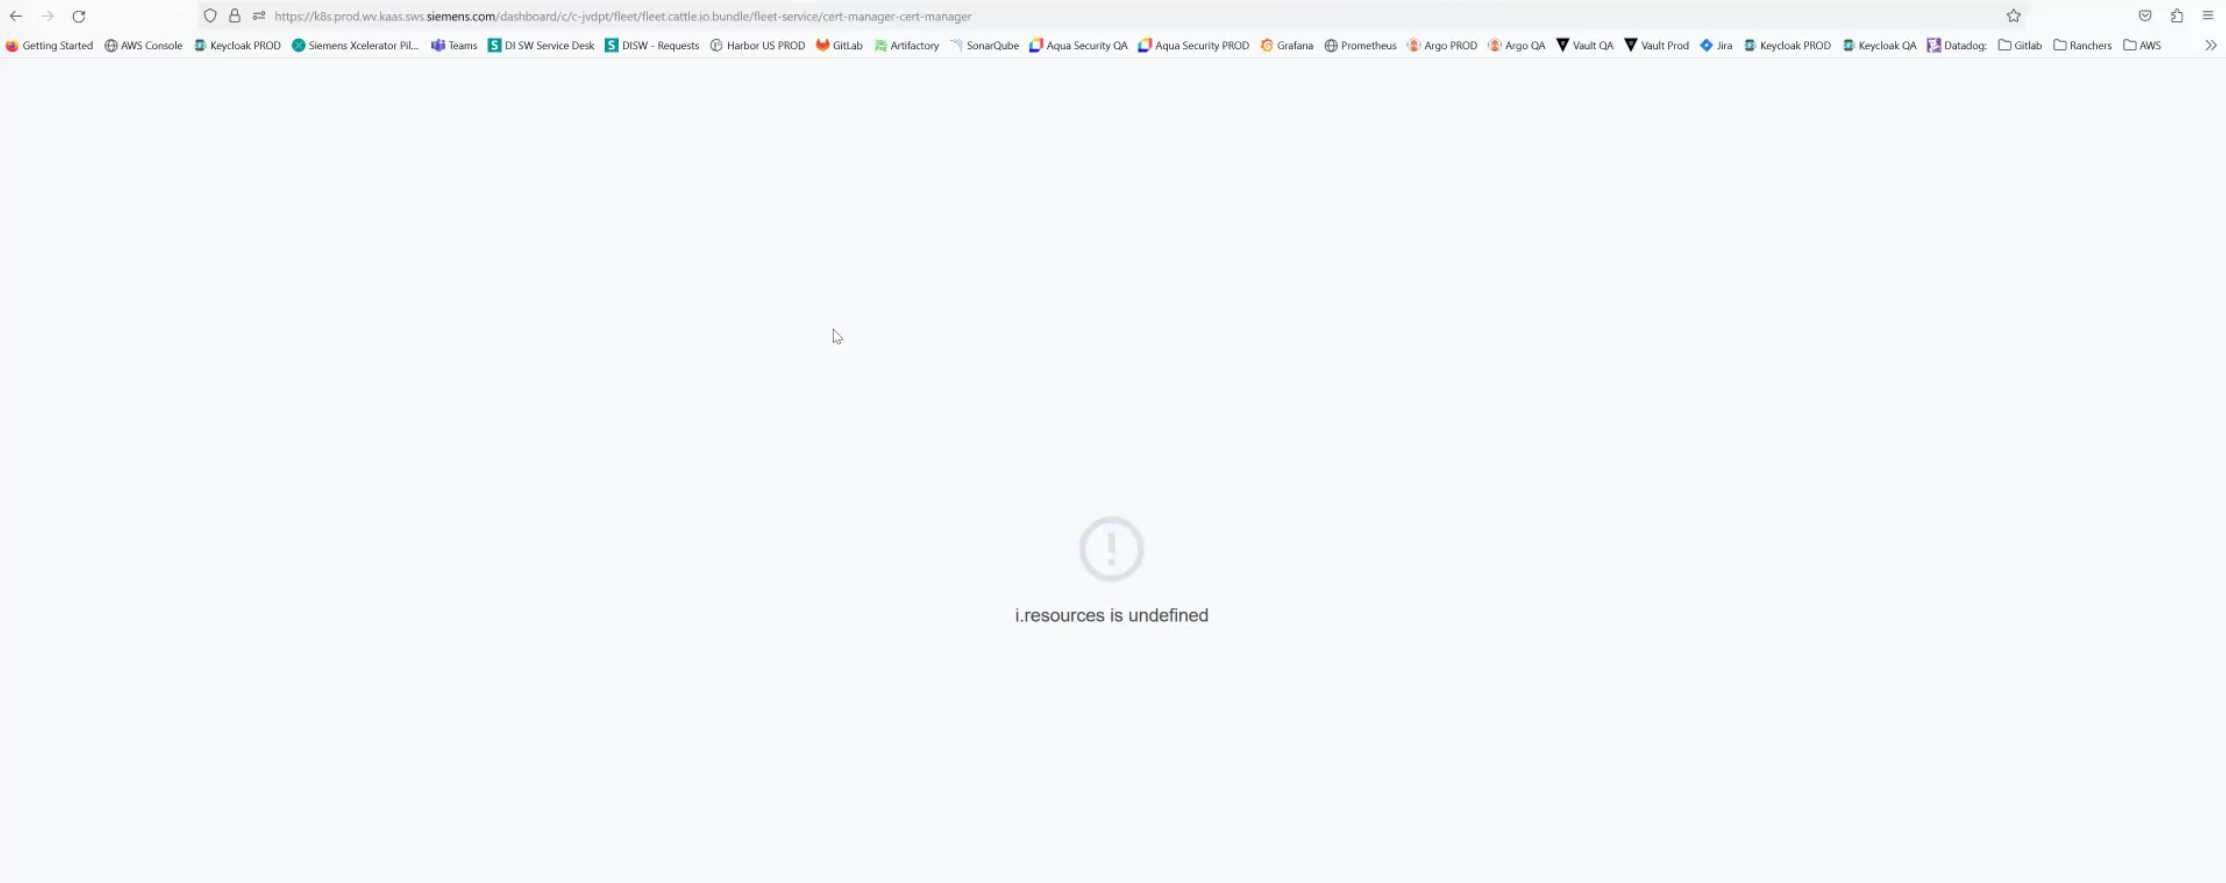 https://k8s.prod.wv.kaas.sws.siemens.com/dashboard/c/c-jvdpt/fleet/fleet.cattle.io.bundle/fleet-service/cert-manager-cert-manager
Getting Started AWS Console Keycloak PROD Siemens Xcelerator Pil... Teams DI SW Service Desk DISW - Requests Harbor US PROD GitLab Artifactory SonarQube Aqua Security QA Aqua Security PROD Grafana Prometheus Argo PROD Argo QA Vault QA Vault Prod Jira Keycloak PROD Keycloak QA Datadog: Gitlab Ranchers AWS
i.resources is undefined